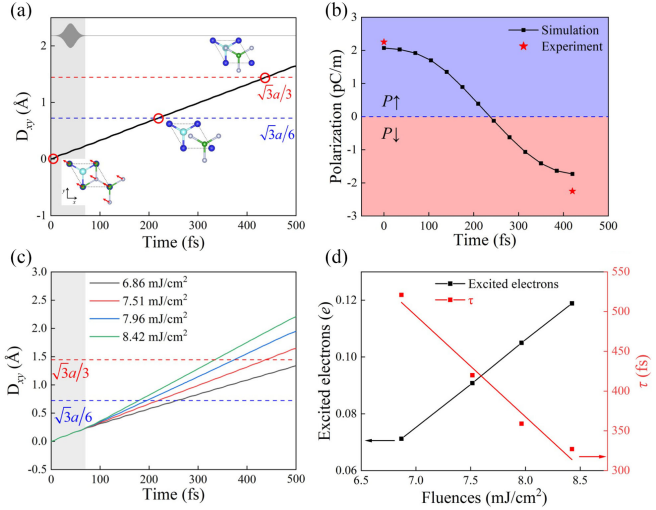 (a)
D_xy (Å)
2
1
0
-1
√3a/3
√3a/6
y
x
0 100 200 300 400 500
Time (fs)
(b)
Polarization (pC/m)
3
2
1
0
-1
-2
-3
Simulation
Experiment
P↑
P↓
0 100 200 300 400 500
Time (fs)
(c)
D_xy (Å)
3.0
2.5
2.0
1.5
1.0
0.5
0.0
-0.5
6.86 mJ/cm²
7.51 mJ/cm²
7.96 mJ/cm²
8.42 mJ/cm²
√3a/3
√3a/6
0 100 200 300 400 500
Time (fs)
(d)
Excited electrons (e)
0.12
0.10
0.08
0.06
Excited electrons
τ
550
500
450
400
350
300
τ (fs)
6.5 7.0 7.5 8.0 8.5
Fluences (mJ/cm²)